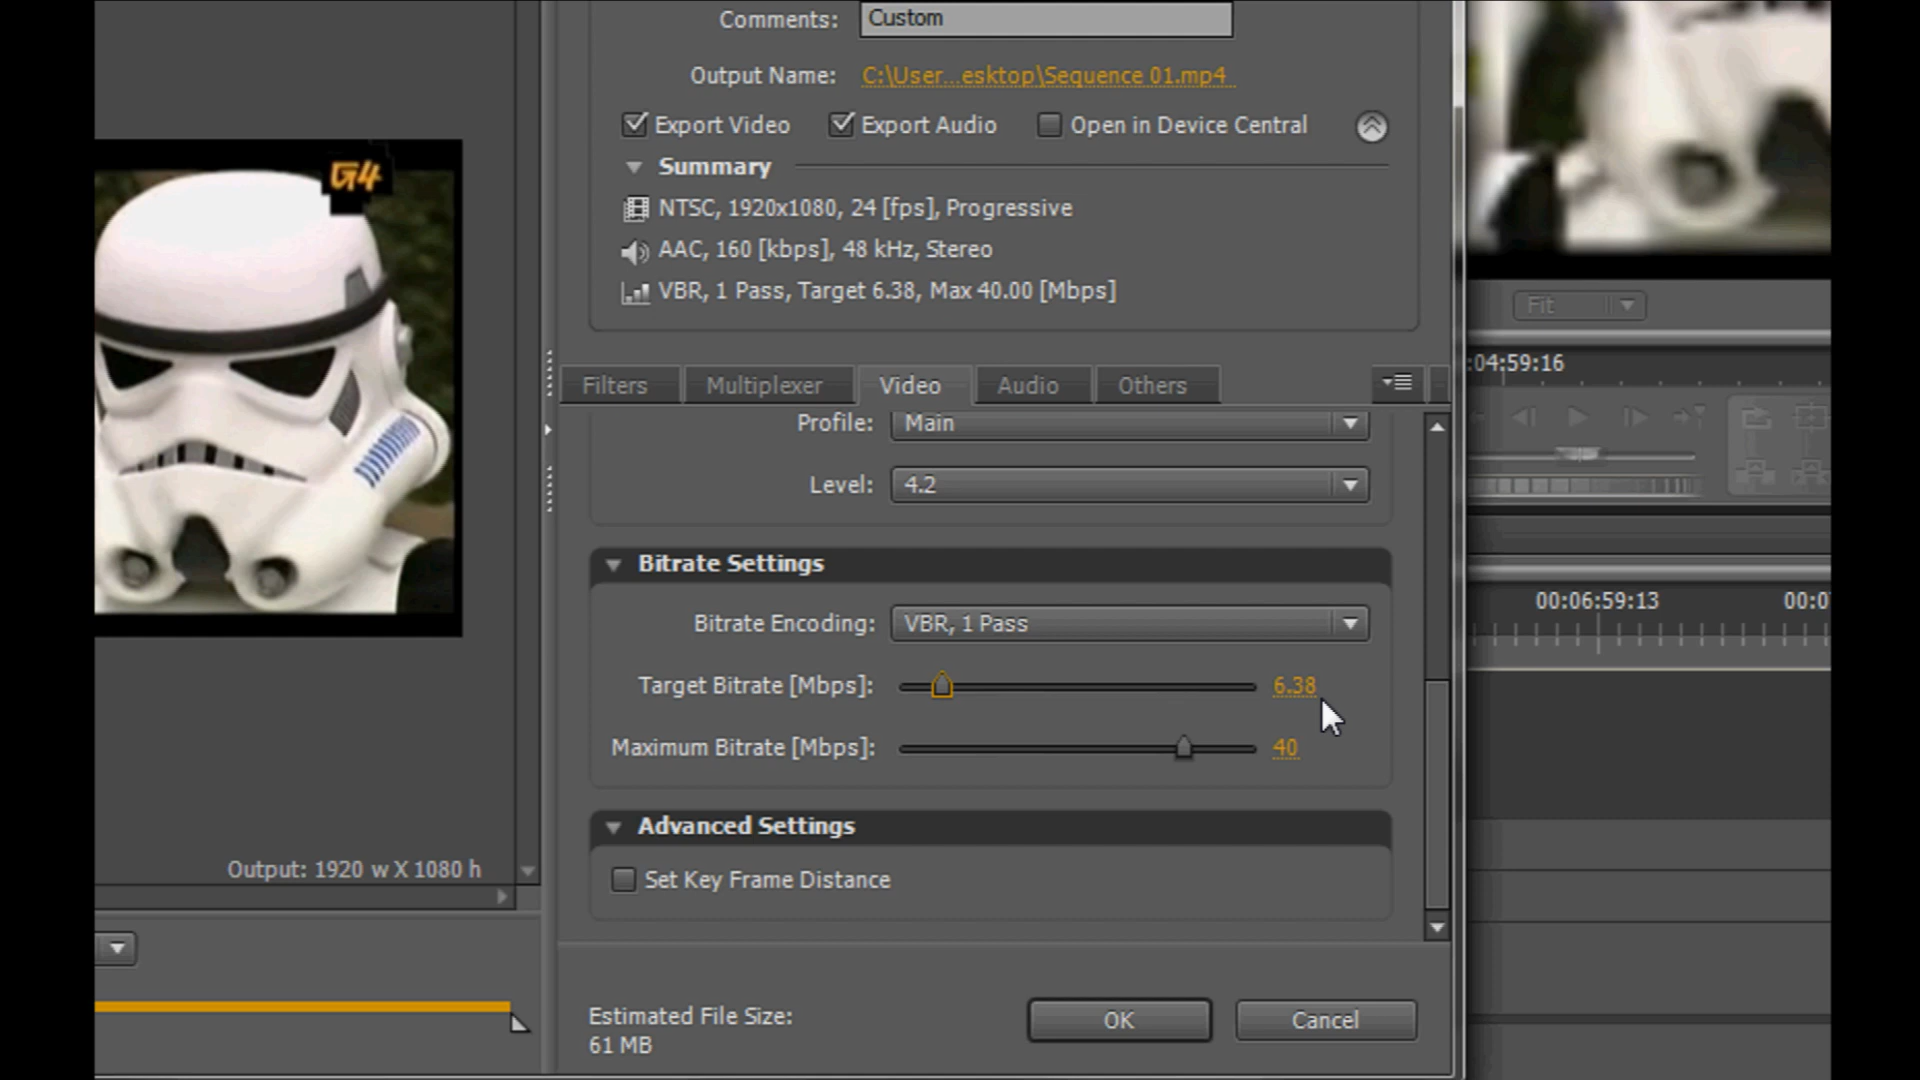 Comments: Custom
Output Name: C:\User...esktop\Sequence 01.mp4
Export Video Export Audio Open in Device Central
Summary
NTSC, 1920x1080, 24 [fps], Progressive
AAC, 160 [kbps], 48 kHz, Stereo
VBR, 1 Pass, Target 6.38, Max 40.00 [Mbps]
G4
Fit
:04:59:16
Filters Multiplexer Video Audio Others
Profile: Main
Level: 4.2
Bitrate Settings
00:06:59:13 00:0
Bitrate Encoding: VBR, 1 Pass
Target Bitrate [Mbps]: 6.38
Maximum Bitrate [Mbps]: 40
Advanced Settings
Set Key Frame Distance
Output: 1920 w X 1080 h
Estimated File Size:
61 MB
OK Cancel